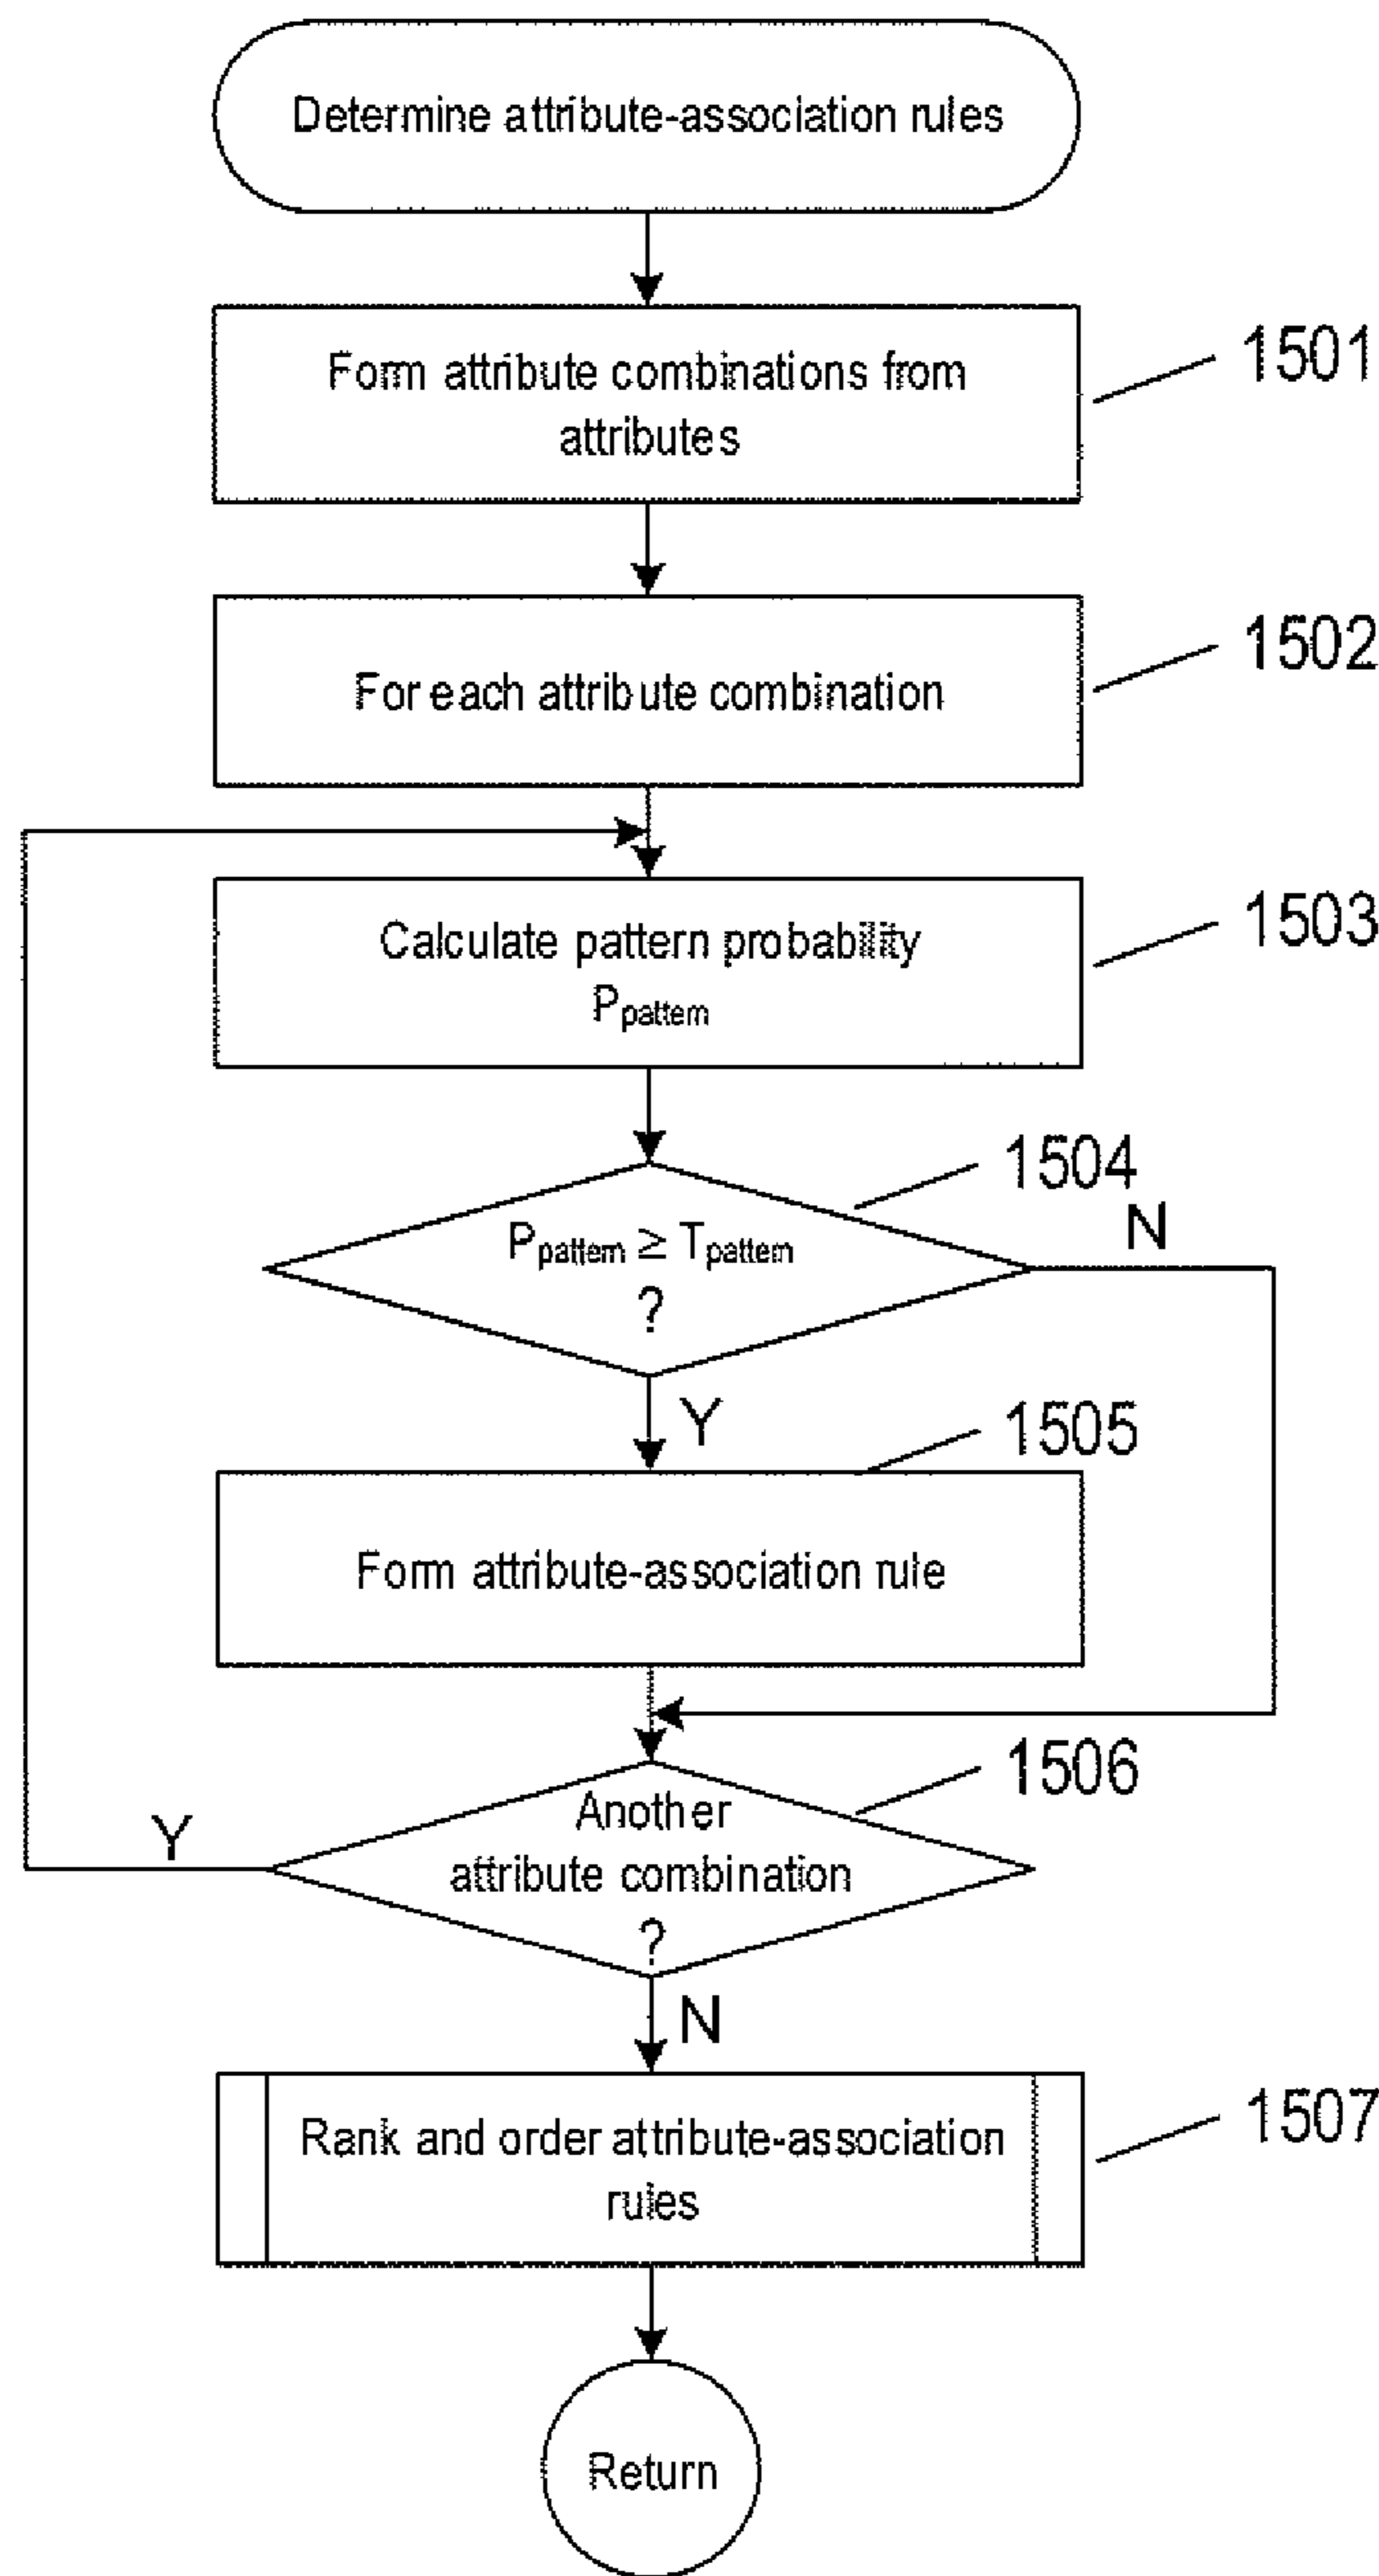 Determine attribute-association rules
Form attribute combinations from
attributes
1501
For each attribute combination
1502
Calculate pattern probability
Ppattern
1503
Ppattern ≥ Tpattern
?
1504
N
Y
1505
Form attribute-association rule
1506
Another
attribute combination
?
Y
N
Rank and order attribute-association
rules
1507
Return